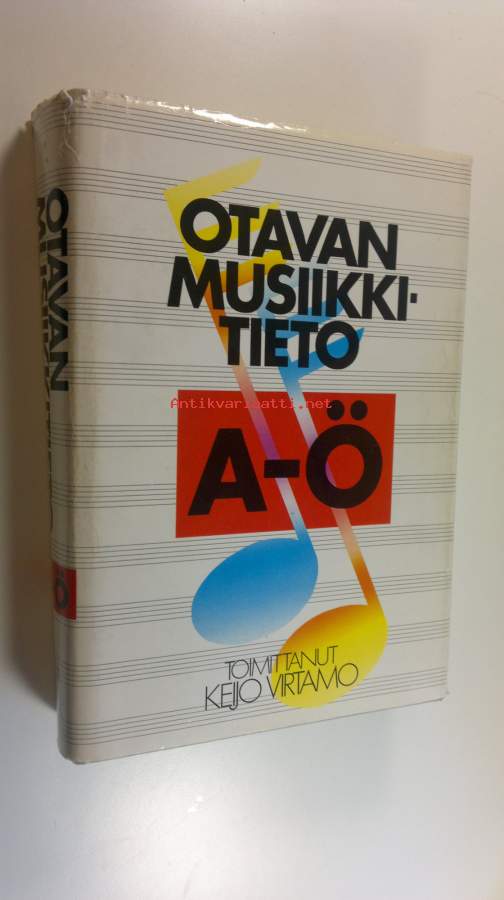 OTAVAN
MUSIIKKI-
TIETO
A-Ö
TOIMITTANUT
KEIJO VIRTAMO
OTAVAN
Ö
Antikvariaatti.net